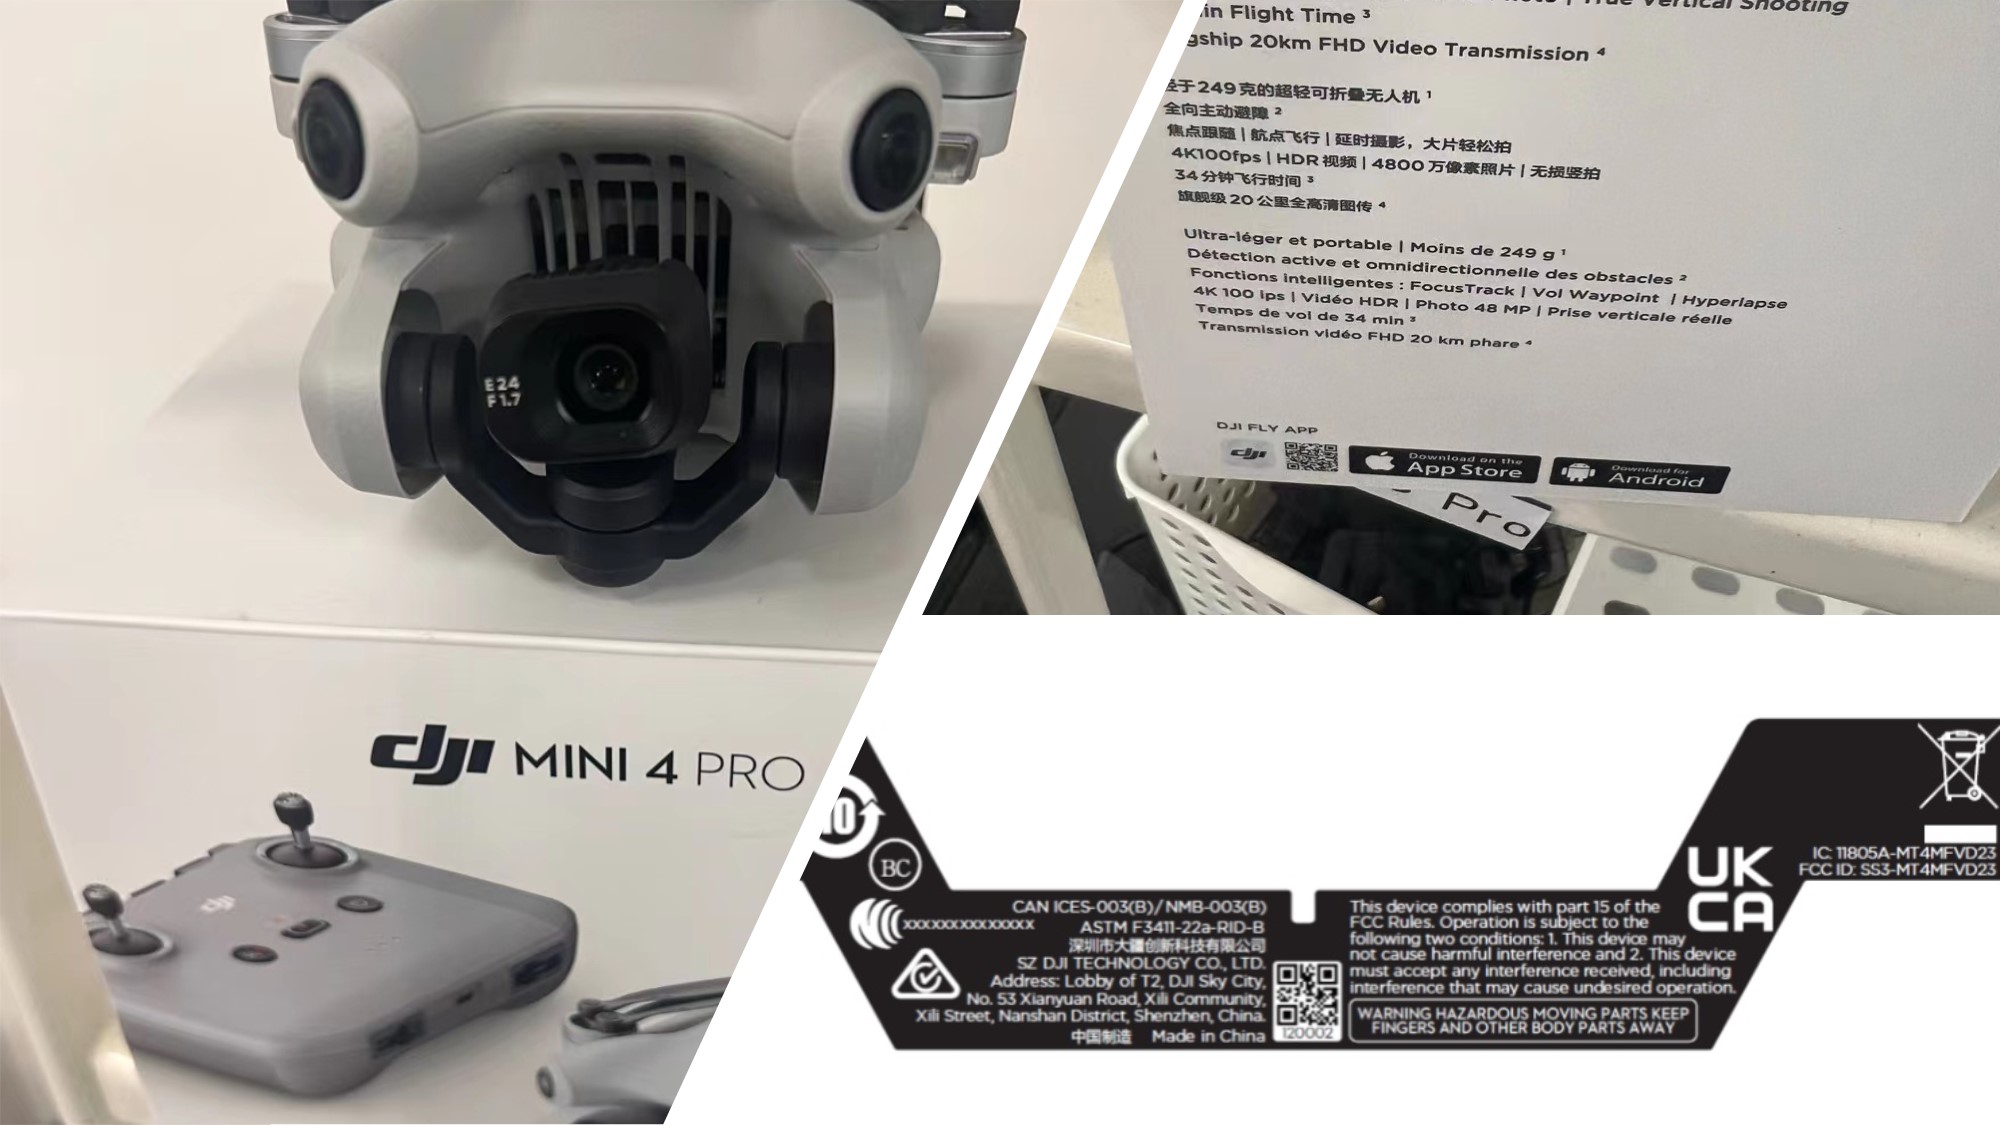 E 24
F 1.7
dji MINI 4 PRO
dji
True Vertical Shooting
in Flight Time ³
20km FHD Video Transmission ⁴
于 249 克的超轻可折叠无人机 ¹
全向主动避障 ²
焦点跟随 | 航点飞行 | 延时摄影，大片轻松拍
4K100fps | HDR 视频 | 4800 万像素照片 | 无损竖拍
34 分钟飞行时间 ³
旗舰级 20 公里全高清图传 ⁴
Ultra-léger et portable | Moins de 249 g ¹
Détection active et omnidirectionnelle des obstacles ²
Fonctions intelligentes : FocusTrack | Vol Waypoint | Hyperlapse
4K 100 ips | Vidéo HDR | Photo 48 MP | Prise verticale réelle
Temps de vol de 34 min ³
Transmission vidéo FHD 20 km phare ⁴
DJI FLY APP
dji
Download on the
App Store
Download for
Android
Pro
10
BC
xxxxxxxxxxxxxx
CAN ICES-003(B)/NMB-003(B)
ASTM F3411-22a-RID-B
深圳市大疆创新科技有限公司
SZ DJI TECHNOLOGY CO., LTD.
Address: Lobby of T2, DJI Sky City,
No. 53 Xianyuan Road, Xili Community,
Xili Street, Nanshan District, Shenzhen, China.
中国制造 Made in China
120002
This device complies with part 15 of the
FCC Rules. Operation is subject to the
following two conditions: 1. This device may
not cause harmful interference and 2. This device
must accept any interference received, including
interference that may cause undesired operation.
WARNING HAZARDOUS MOVING PARTS KEEP
FINGERS AND OTHER BODY PARTS AWAY
UK
CA
IC: 11805A-MT4MFVD23
FCC ID: SS3-MT4MFVD23